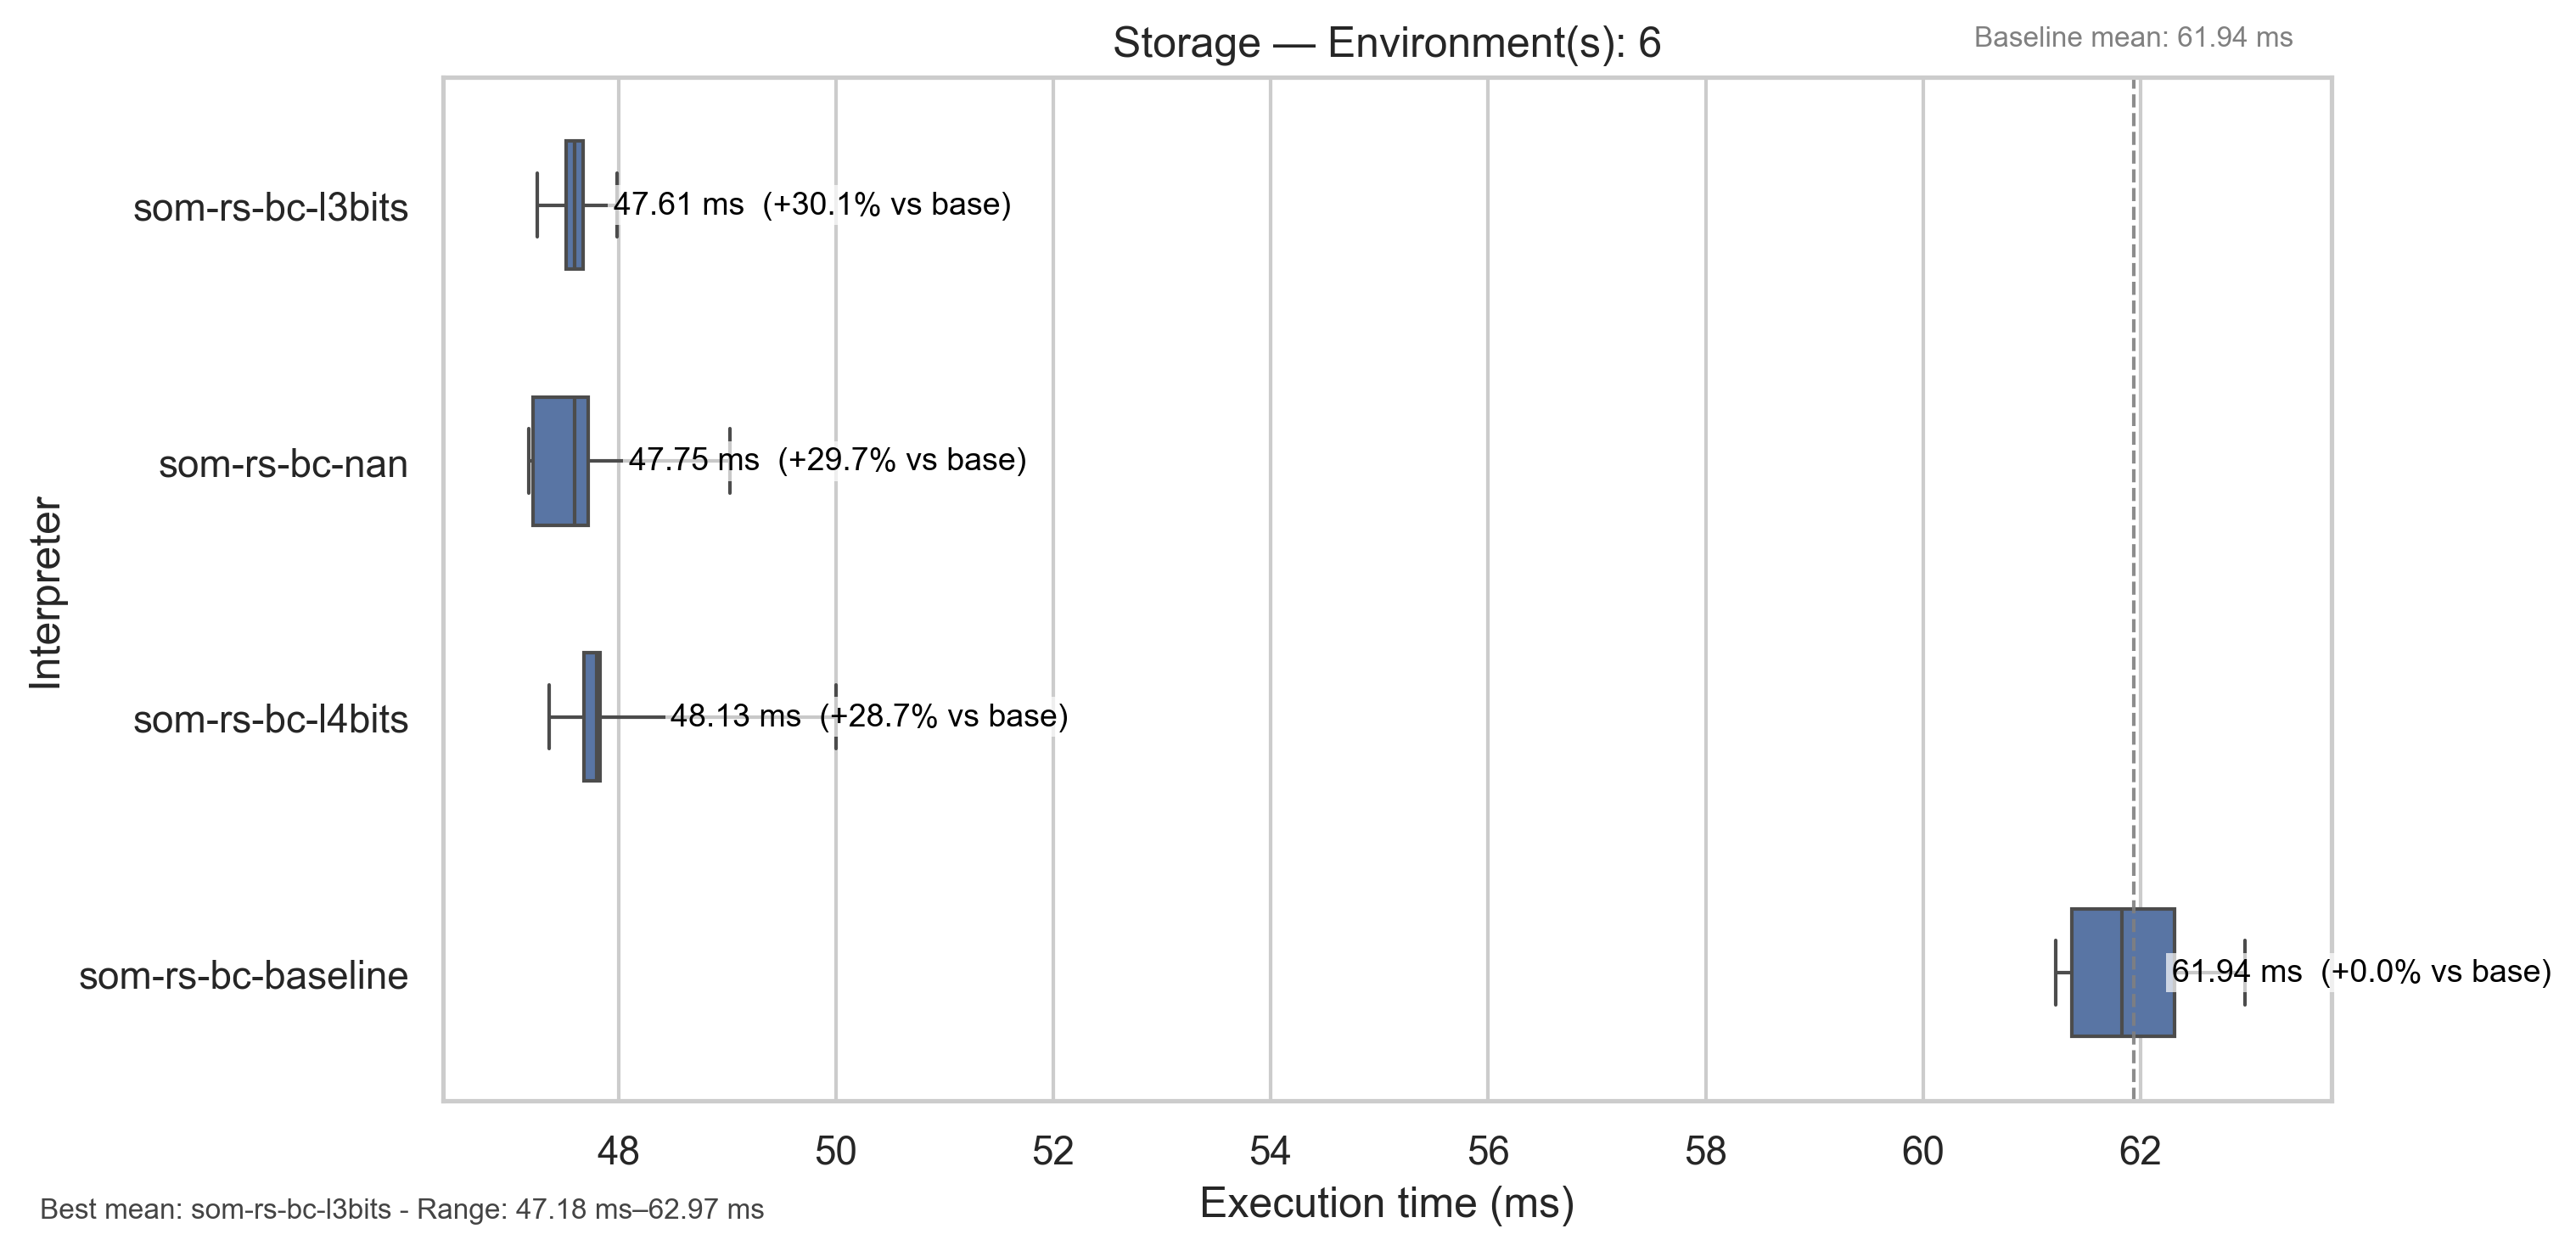 Storage — Environment(s): 6
Baseline mean: 61.94 ms
som-rs-bc-l3bits
47.61 ms  (+30.1% vs base)
som-rs-bc-nan
47.75 ms  (+29.7% vs base)
Interpreter
som-rs-bc-l4bits
48.13 ms  (+28.7% vs base)
som-rs-bc-baseline
61.94 ms  (+0.0% vs base)
48 50 52 54 56 58 60 62
Execution time (ms)
Best mean: som-rs-bc-l3bits - Range: 47.18 ms–62.97 ms